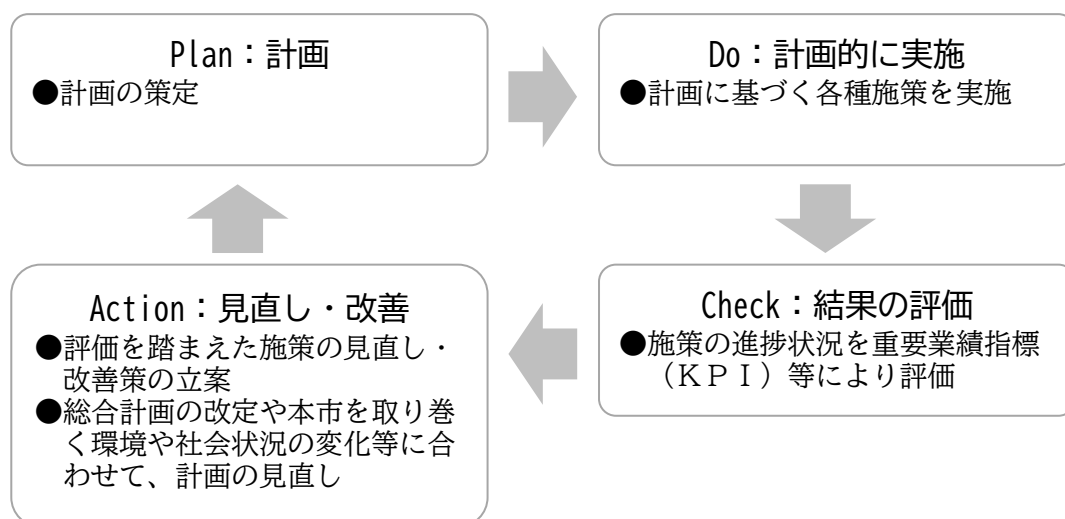 Plan：計画
●計画の策定
Do：計画的に実施
●計画に基づく各種施策を実施
Check：結果の評価
●施策の進捗状況を重要業績指標
（ＫＰＩ）等により評価
Action：見直し・改善
●評価を踏まえた施策の見直し・
改善策の立案
●総合計画の改定や本市を取り巻
く環境や社会状況の変化等に合
わせて、計画の見直し